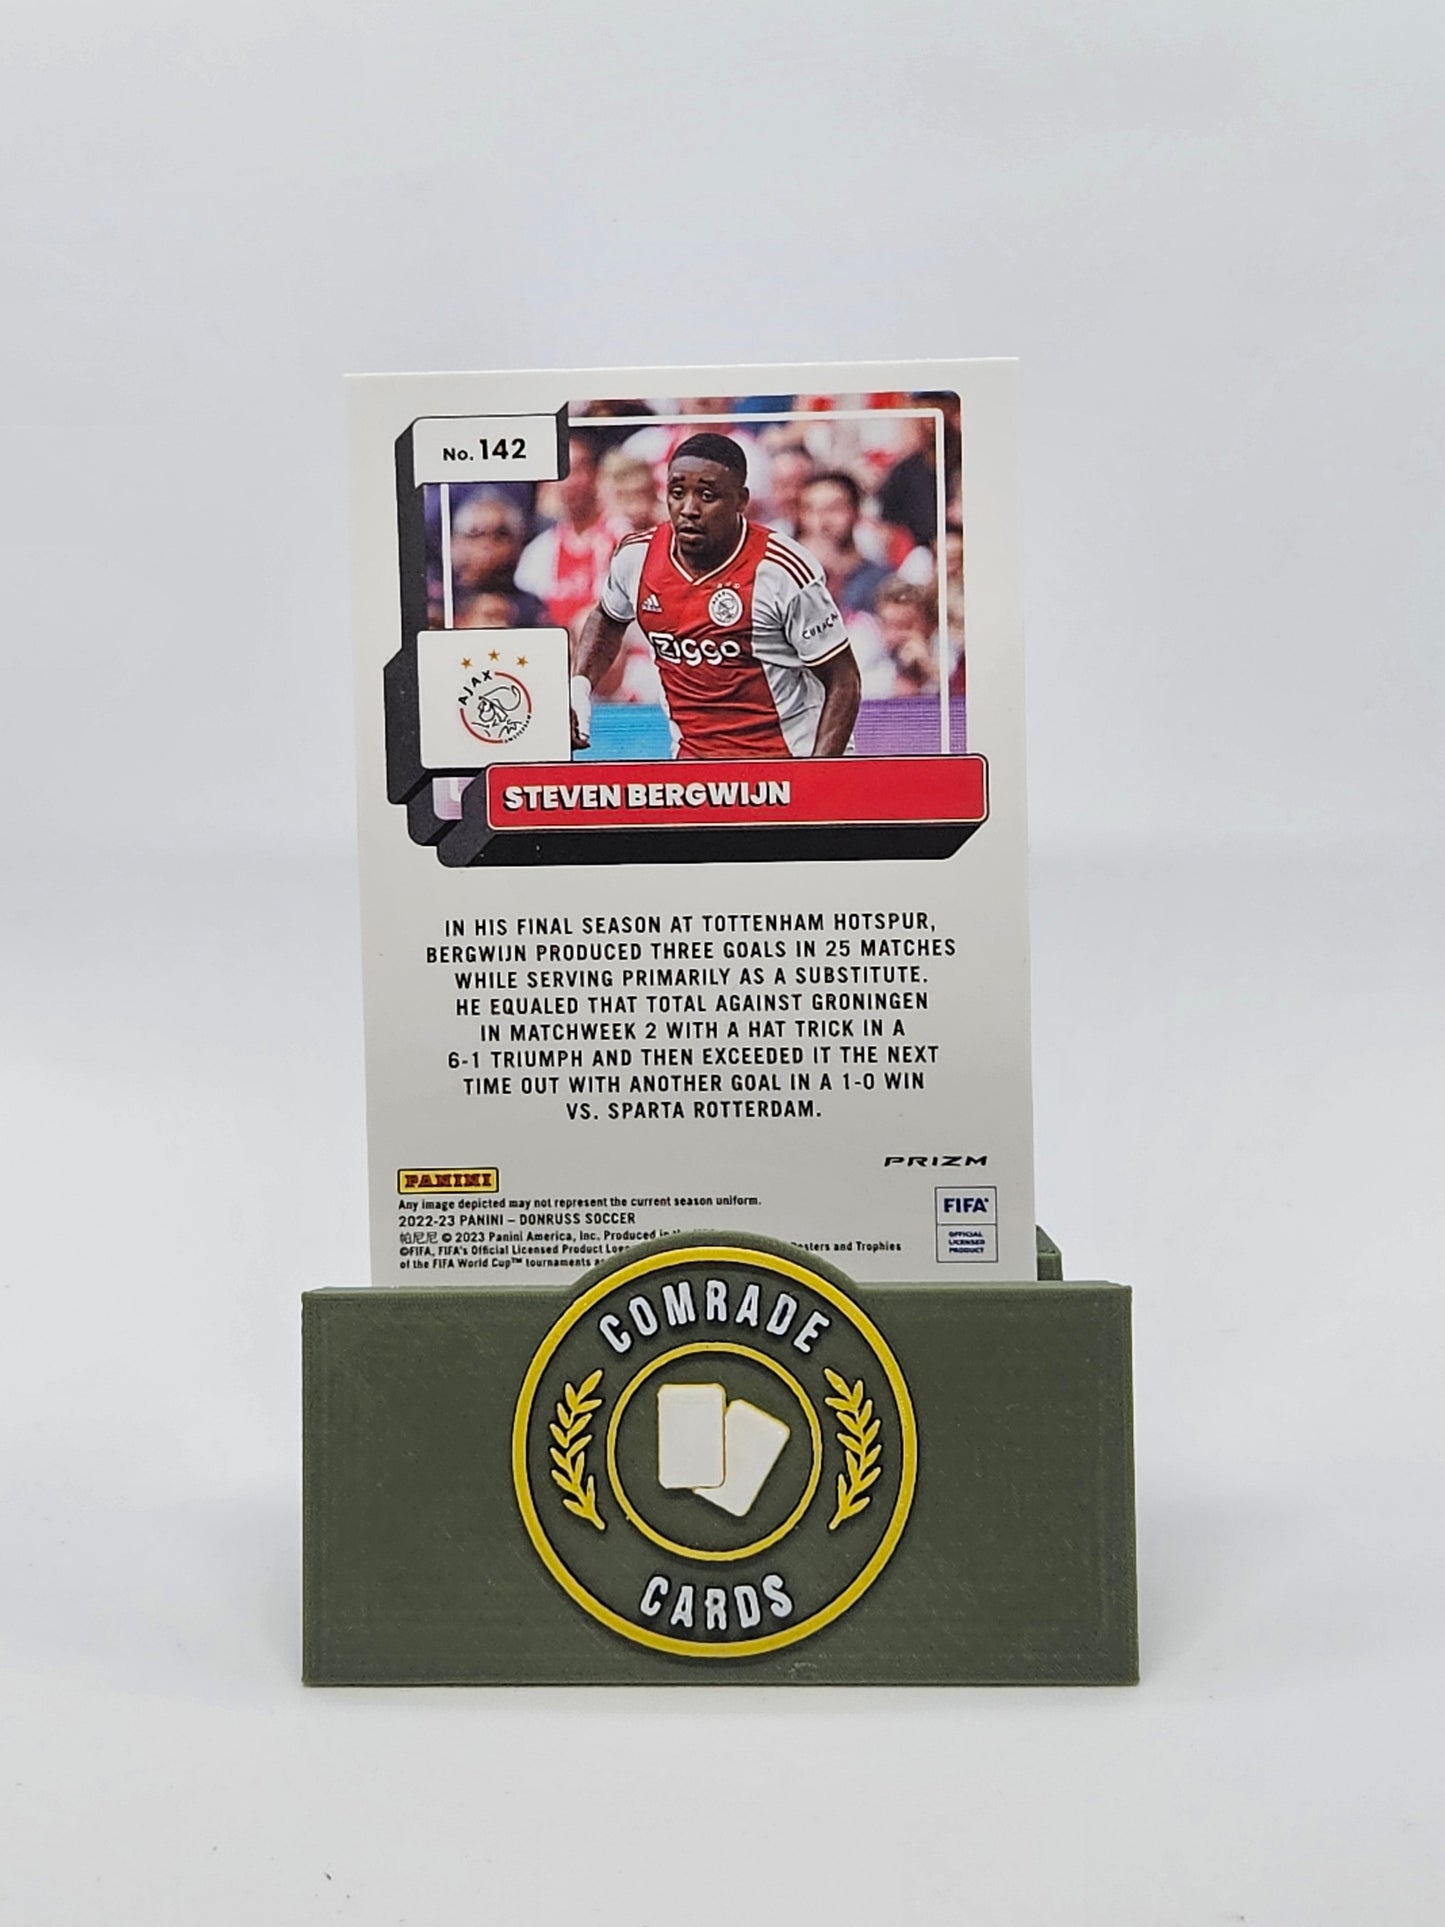 No. 142
Ziggo
CURAÇAO
AJAX
AMSTERDAM
STEVEN BERGWIJN
IN HIS FINAL SEASON AT TOTTENHAM HOTSPUR,
BERGWIJN PRODUCED THREE GOALS IN 25 MATCHES
WHILE SERVING PRIMARILY AS A SUBSTITUTE.
HE EQUALED THAT TOTAL AGAINST GRONINGEN
IN MATCHWEEK 2 WITH A HAT TRICK IN A
6-1 TRIUMPH AND THEN EXCEEDED IT THE NEXT
TIME OUT WITH ANOTHER GOAL IN A 1-0 WIN
VS. SPARTA ROTTERDAM.
PRIZM
PANINI
Any image depicted may not represent the current season uniform.
2022-23 PANINI – DONRUSS SOCCER
帕尼尼 © 2023 Panini America, Inc. Produced in
©FIFA, FIFA's Official Licensed Product and Trophies
of the FIFA World Cup™ tournaments
FIFA®
OFFICIAL
LICENSED
PRODUCT
COMRADE
CARDS